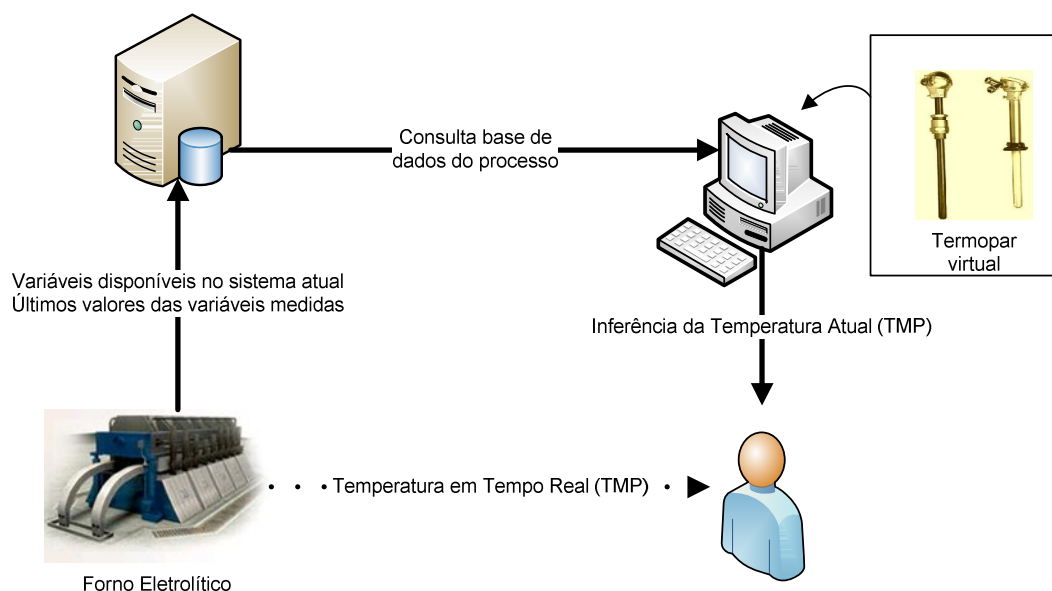 Consulta base de
dados do processo
Termopar
virtual
Variáveis disponíveis no sistema atual
Últimos valores das variáveis medidas
Inferência da Temperatura Atual (TMP)
Temperatura em Tempo Real (TMP)
Forno Eletrolítico